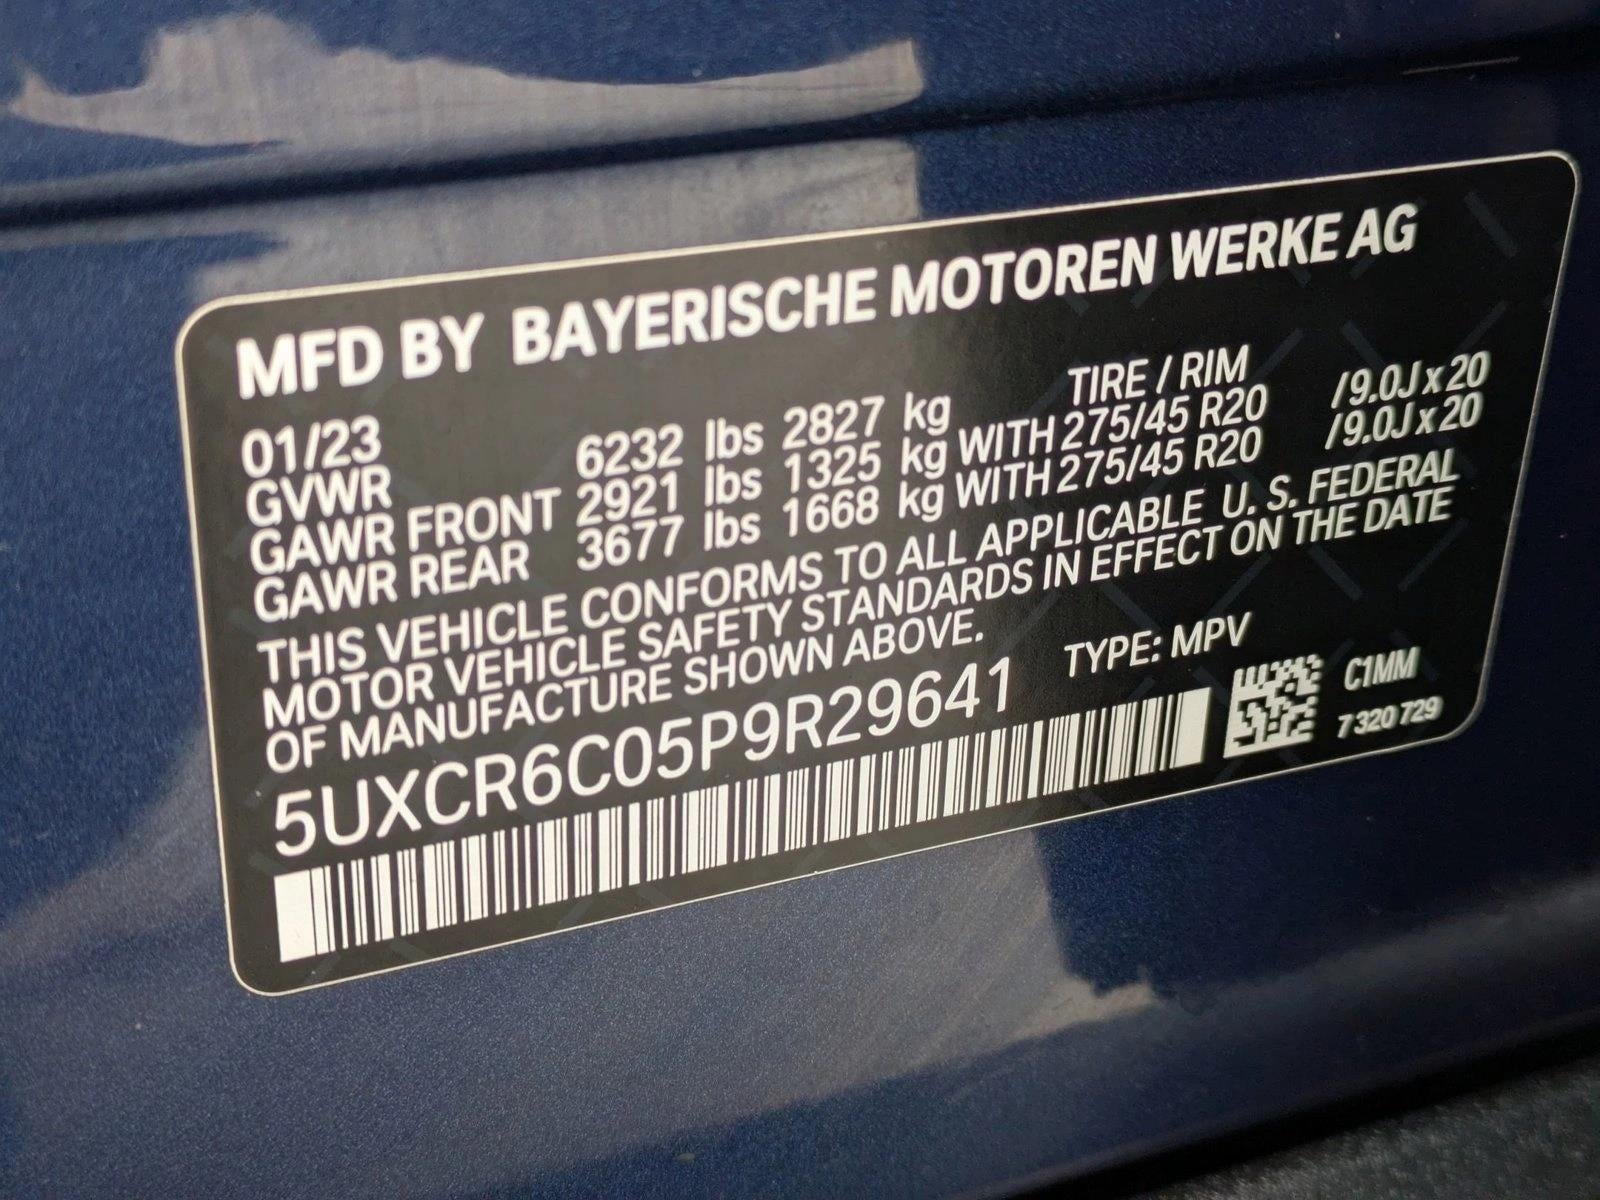 MFD BY BAYERISCHE MOTOREN WERKE AG
01/23 TIRE / RIM
GVWR 6232 lbs 2827 kg
GAWR FRONT 2921 lbs 1325 kg WITH 275/45 R20 /9.0J x 20
GAWR REAR 3677 lbs 1668 kg WITH 275/45 R20 /9.0J x 20
THIS VEHICLE CONFORMS TO ALL APPLICABLE U. S. FEDERAL
MOTOR VEHICLE SAFETY STANDARDS IN EFFECT ON THE DATE
OF MANUFACTURE SHOWN ABOVE.
5UXCR6C05P9R29641 TYPE: MPV
C1MM
7 320 729